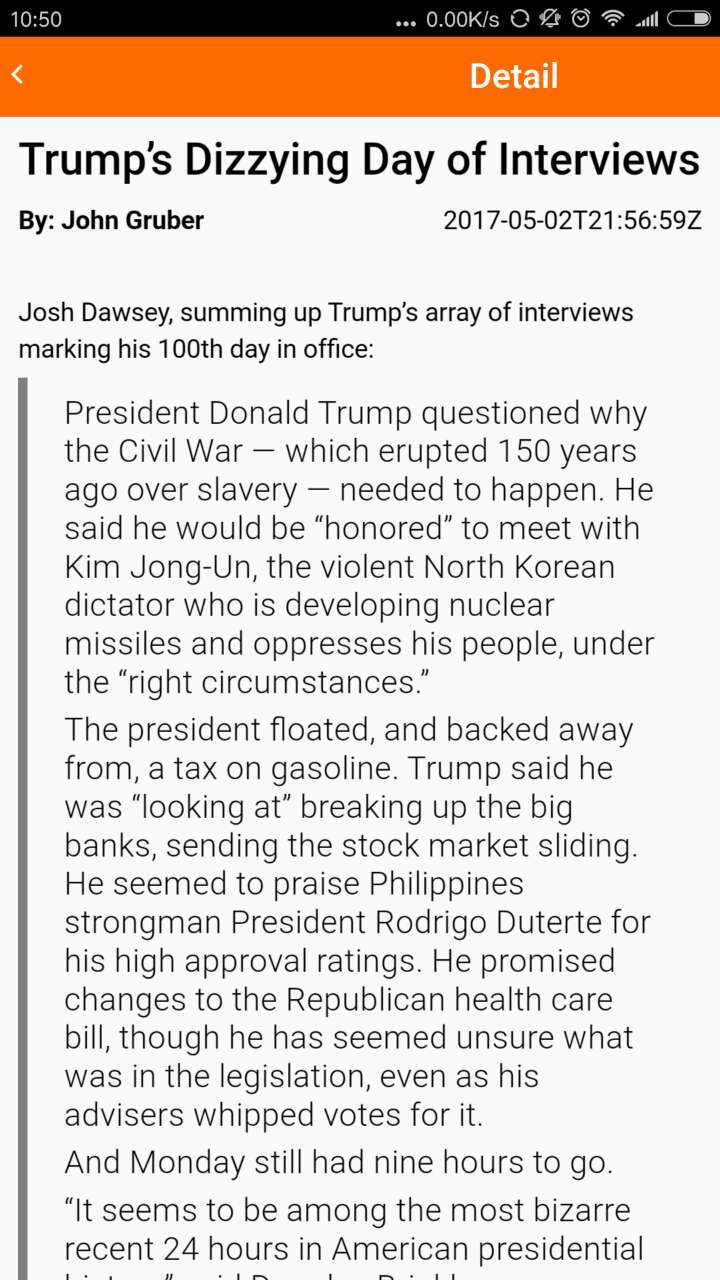 10:50
... 0.00K/s
Detail
Trump’s Dizzying Day of Interviews
By: John Gruber
2017-05-02T21:56:59Z
Josh Dawsey, summing up Trump’s array of interviews
marking his 100th day in office:
President Donald Trump questioned why
the Civil War — which erupted 150 years
ago over slavery — needed to happen. He
said he would be “honored” to meet with
Kim Jong-Un, the violent North Korean
dictator who is developing nuclear
missiles and oppresses his people, under
the “right circumstances.”
The president floated, and backed away
from, a tax on gasoline. Trump said he
was “looking at” breaking up the big
banks, sending the stock market sliding.
He seemed to praise Philippines
strongman President Rodrigo Duterte for
his high approval ratings. He promised
changes to the Republican health care
bill, though he has seemed unsure what
was in the legislation, even as his
advisers whipped votes for it.
And Monday still had nine hours to go.
“It seems to be among the most bizarre
recent 24 hours in American presidential